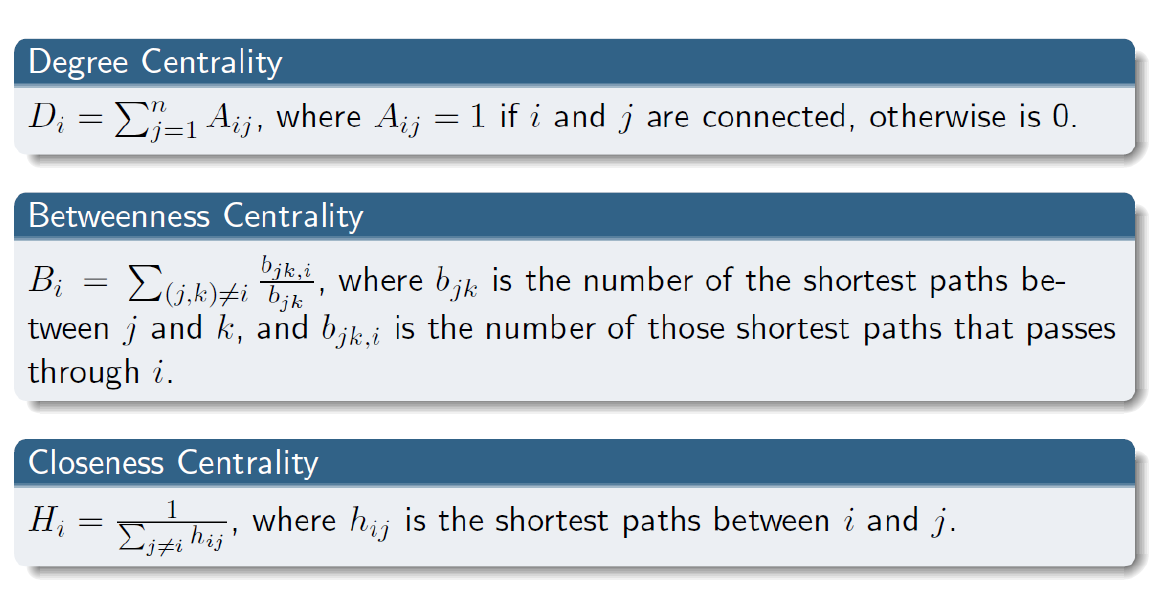 Degree Centrality
$D_i = \sum_{j=1}^{n} A_{ij}$, where $A_{ij} = 1$ if $i$ and $j$ are connected, otherwise is 0.
Betweenness Centrality
$B_i = \sum_{(j,k) \neq i} \frac{b_{jk,i}}{b_{jk}}$, where $b_{jk}$ is the number of the shortest paths be-
tween $j$ and $k$, and $b_{jk,i}$ is the number of those shortest paths that passes
through $i$.
Closeness Centrality
$H_i = \frac{1}{\sum_{j \neq i} h_{ij}}$, where $h_{ij}$ is the shortest paths between $i$ and $j$.